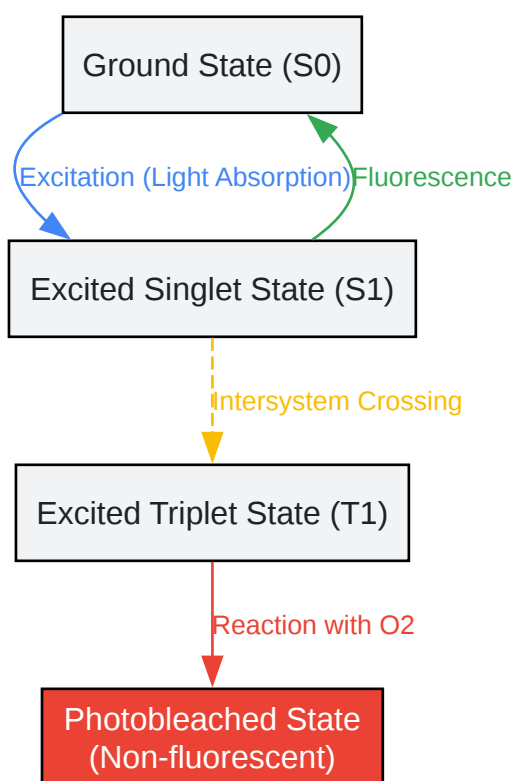 Ground State (S0)
Excitation (Light Absorption)
Fluorescence
Excited Singlet State (S1)
Intersystem Crossing
Excited Triplet State (T1)
Reaction with O2
Photobleached State
(Non-fluorescent)